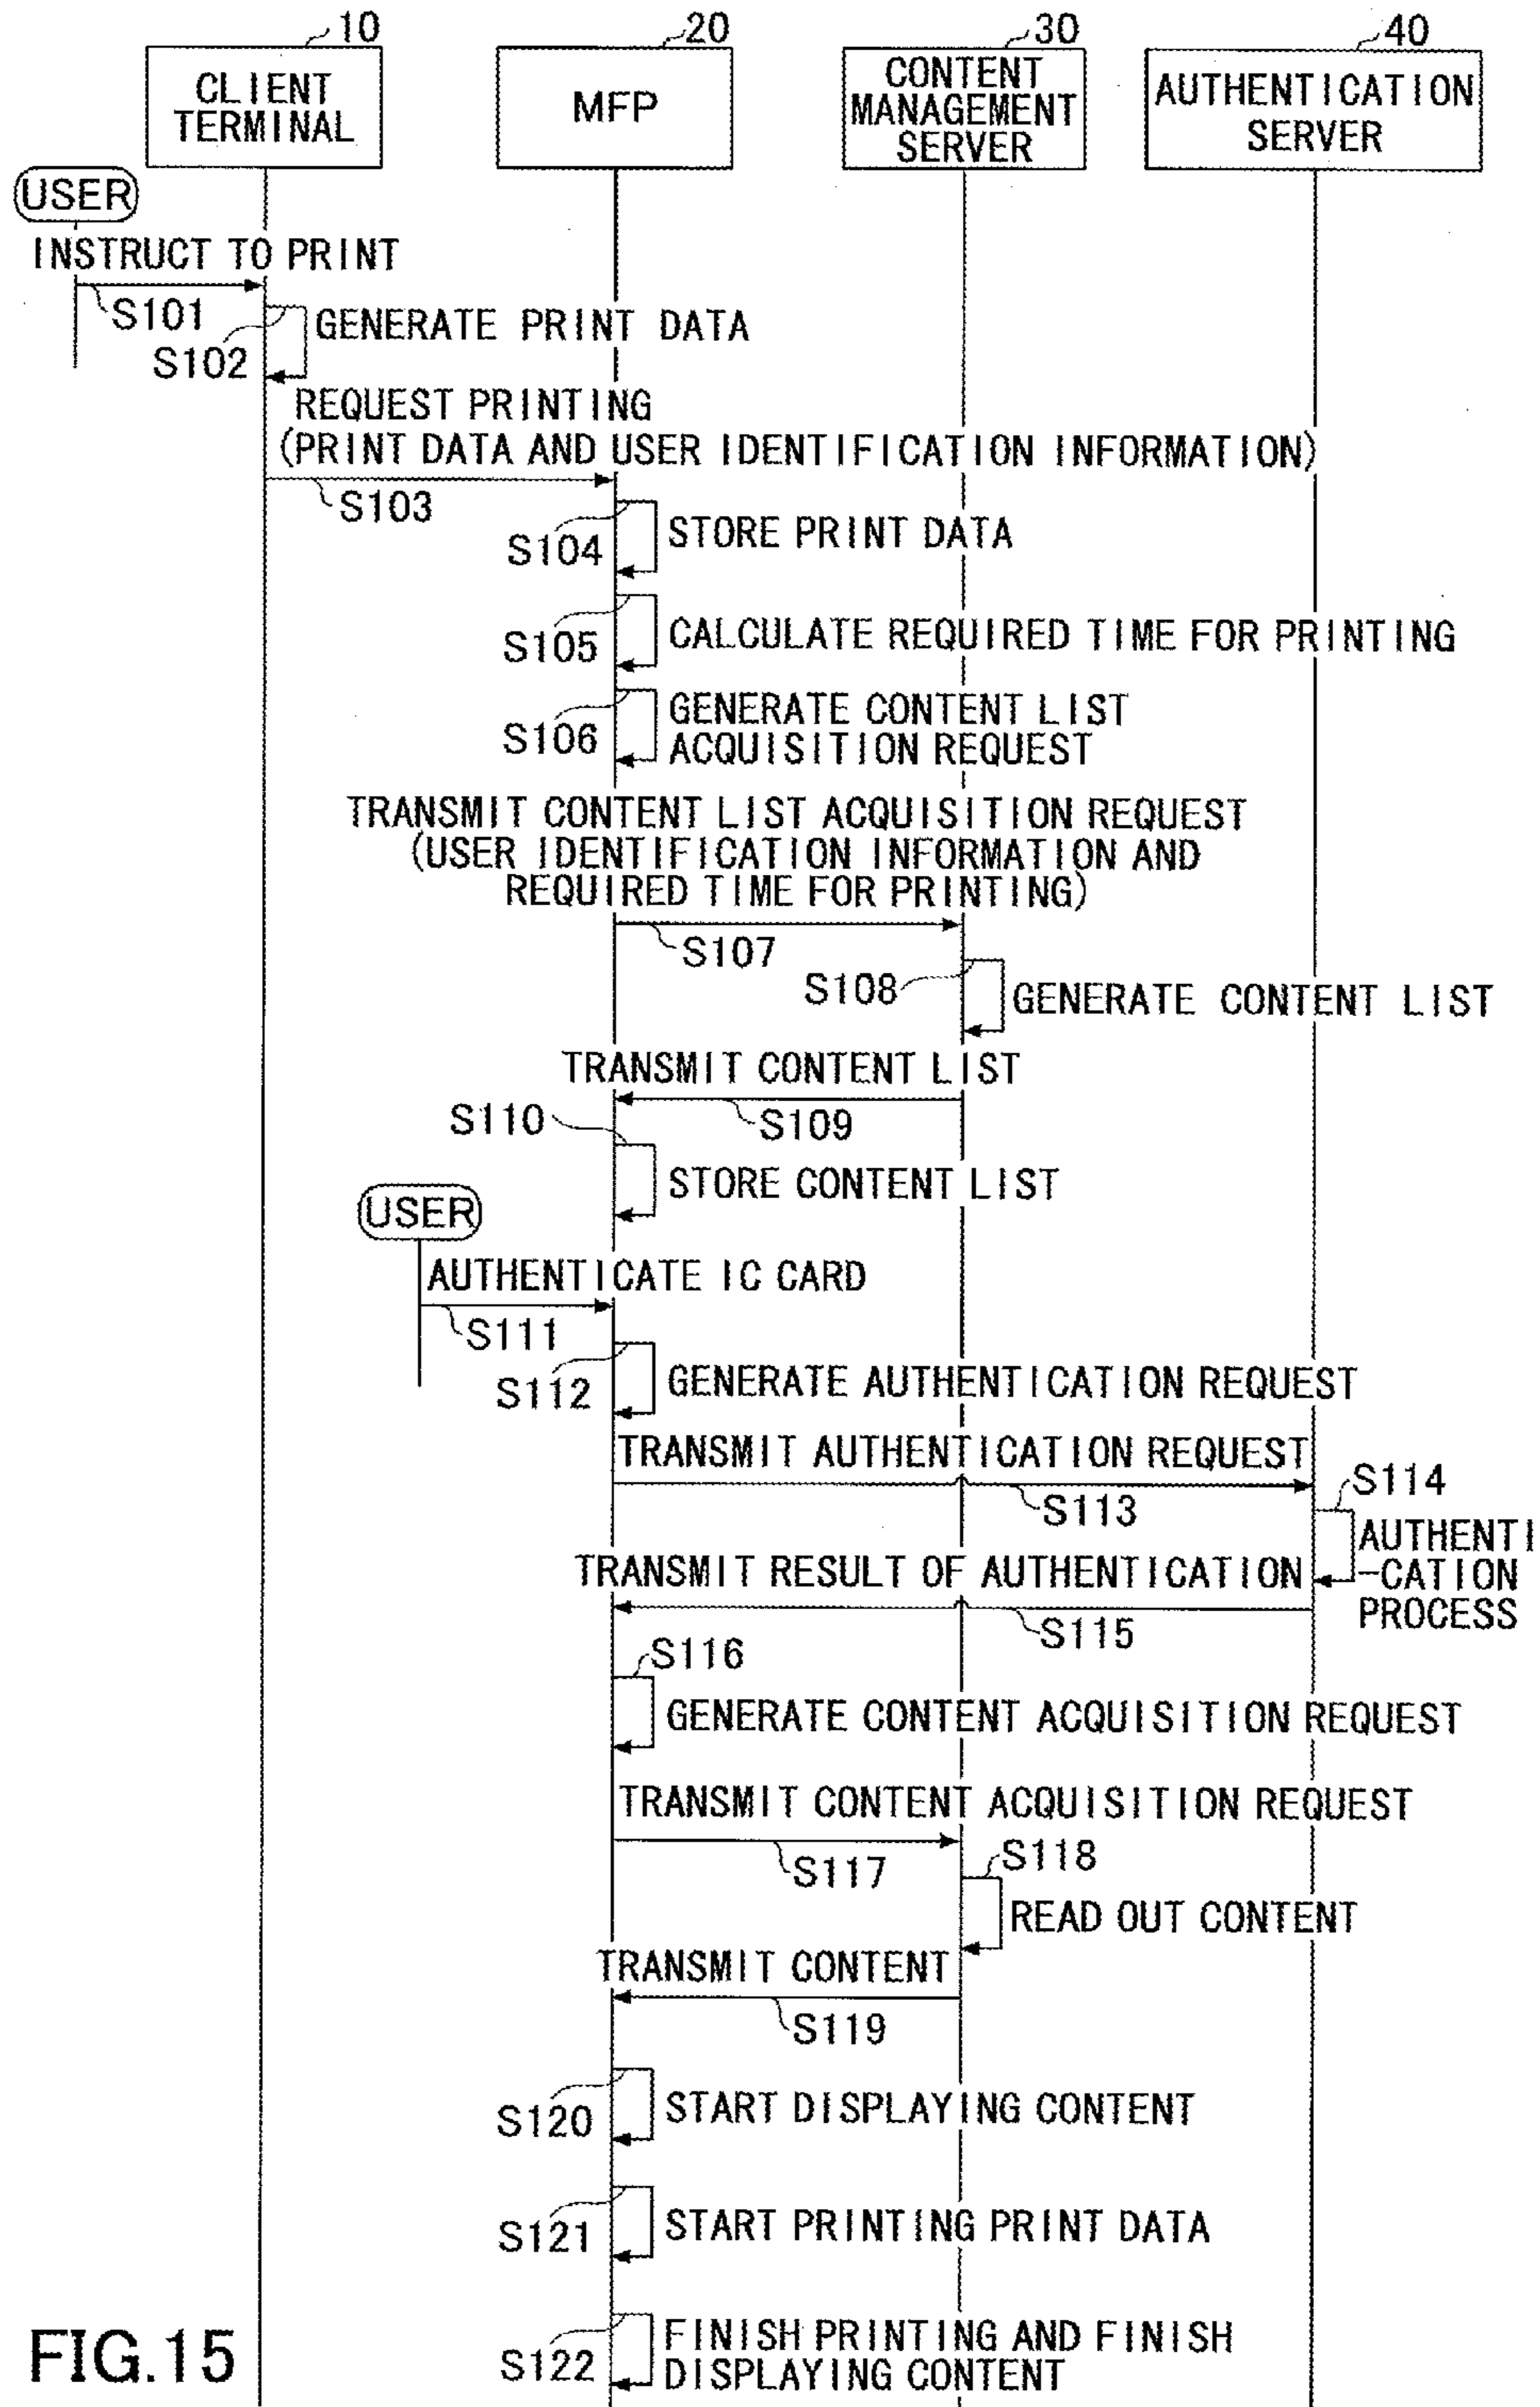 10
20
30
40
CLIENT
TERMINAL
MFP
CONTENT
MANAGEMENT
SERVER
AUTHENTICATION
SERVER
USER
INSTRUCT TO PRINT
S101
S102
GENERATE PRINT DATA
REQUEST PRINTING
(PRINT DATA AND USER IDENTIFICATION INFORMATION)
S103
S104
STORE PRINT DATA
S105
CALCULATE REQUIRED TIME FOR PRINTING
S106
GENERATE CONTENT LIST
ACQUISITION REQUEST
TRANSMIT CONTENT LIST ACQUISITION REQUEST
(USER IDENTIFICATION INFORMATION AND
REQUIRED TIME FOR PRINTING)
S107
S108
GENERATE CONTENT LIST
TRANSMIT CONTENT LIST
S109
S110
STORE CONTENT LIST
USER
AUTHENTICATE IC CARD
S111
S112
GENERATE AUTHENTICATION REQUEST
TRANSMIT AUTHENTICATION REQUEST
S113
S114
AUTHENTI
-CATION
PROCESS
TRANSMIT RESULT OF AUTHENTICATION
S115
S116
GENERATE CONTENT ACQUISITION REQUEST
TRANSMIT CONTENT ACQUISITION REQUEST
S117
S118
READ OUT CONTENT
TRANSMIT CONTENT
S119
S120
START DISPLAYING CONTENT
S121
START PRINTING PRINT DATA
S122
FINISH PRINTING AND FINISH
DISPLAYING CONTENT
FIG.15